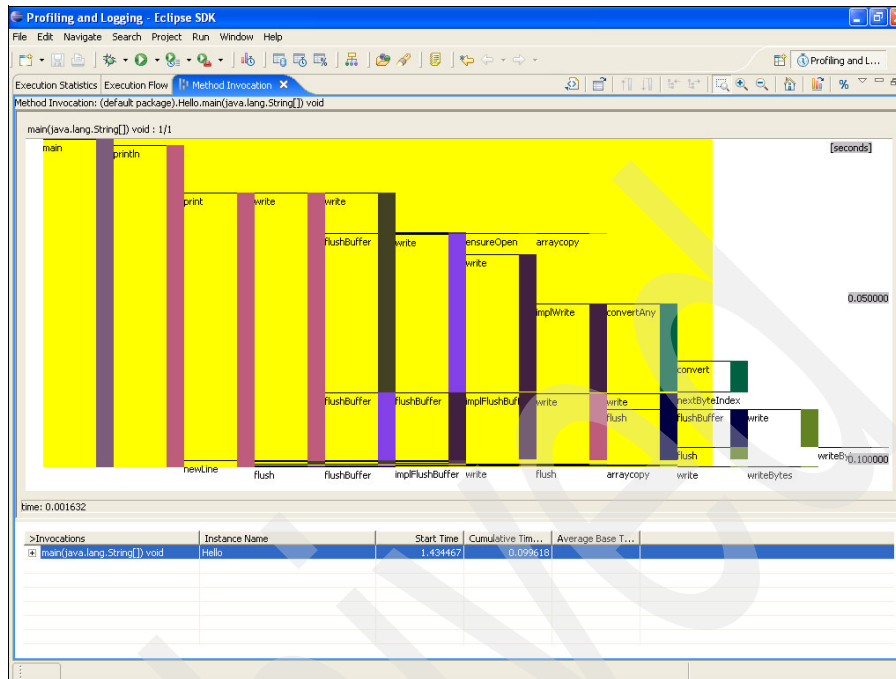 Profiling and Logging - Eclipse SDK
File Edit Navigate Search Project Run Window Help
Profiling and L...
Execution Statistics Execution Flow Method Invocation
Method Invocation: (default package).Hello.main(java.lang.String[]) void
main(java.lang.String[]) void : 1/1
main println [seconds]
print write write
flushBuffer write ensureOpen arraycopy
write
0.050000
implWrite convertAny
convert
flushBuffer flushBuffer implFlushBuff write write nextByteIndex
flush flushBuffer write
flush writeBy 0.100000
newLine flush flushBuffer implFlushBuffer write flush arraycopy write writeBytes
time: 0.001632
>Invocations Instance Name Start Time Cumulative Tim... Average Base T...
main(java.lang.String[]) void Hello 1.434467 0.099618